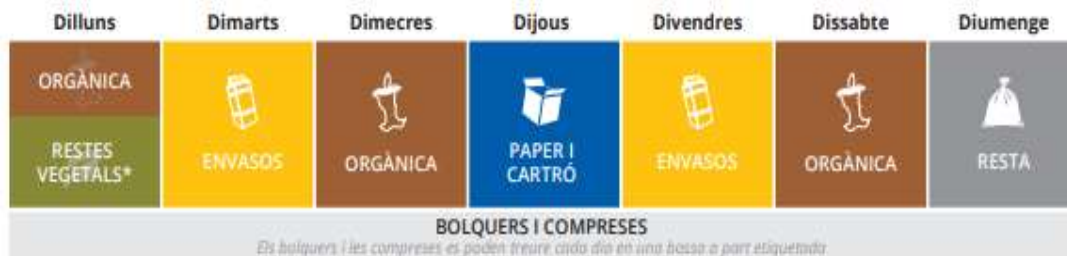 Dilluns Dimarts Dimecres Dijous Divendres Dissabte Diumenge
ORGÀNICA
RESTES
VEGETALS*
ENVASOS
ORGÀNICA
PAPER I
CARTRÓ
ENVASOS
ORGÀNICA
RESTA
BOLQUERS I COMPRESES
Els bolquers i les compreses es poden treure cada dia en una bossa a part etiquetada